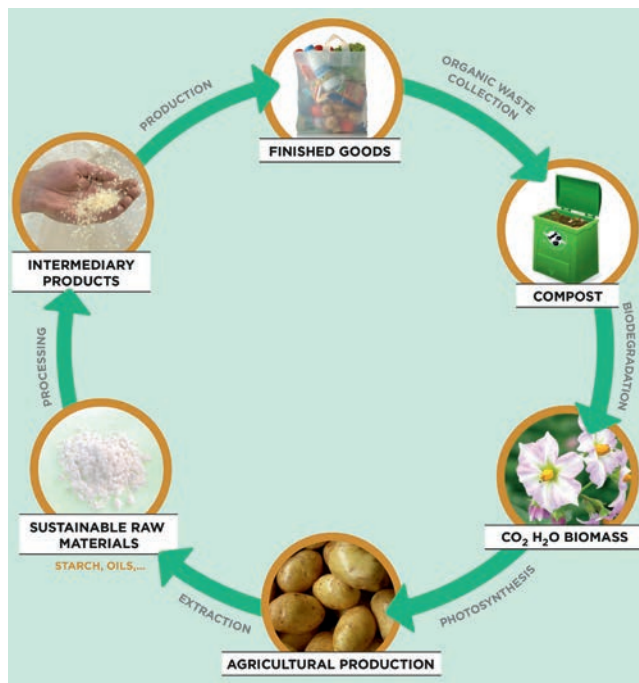 FINISHED GOODS
ORGANIC WASTE
COLLECTION
COMPOST
BIODEGRADATION
CO₂ H₂O BIOMASS
PHOTOSYNTHESIS
AGRICULTURAL PRODUCTION
EXTRACTION
SUSTAINABLE RAW
MATERIALS
STARCH, OILS,...
PROCESSING
INTERMEDIARY
PRODUCTS
PRODUCTION